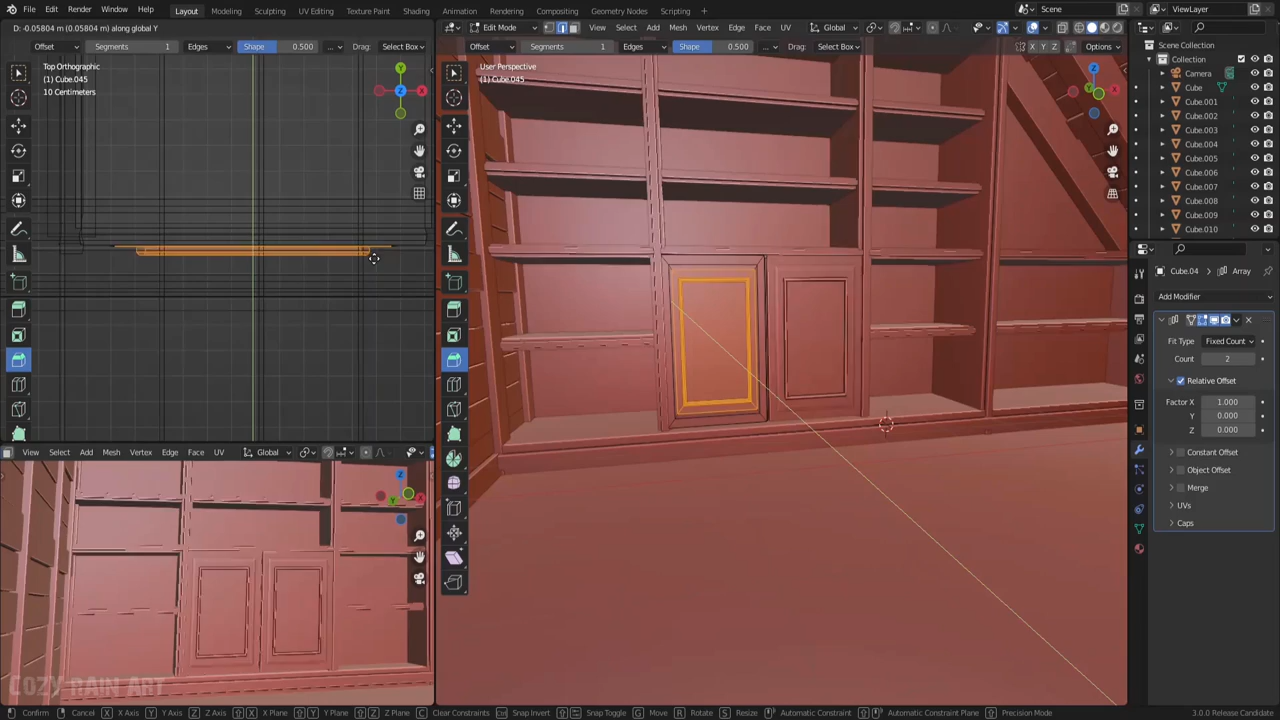 File Edit Render Window Help
Layout Modeling Sculpting UV Editing Texture Paint Shading Animation Rendering Compositing Geometry Nodes Scripting +
Scene
ViewLayer
D: -0.05804 m (0.05804 m) along global Y
Edit Mode View Select Add Mesh Vertex Edge Face UV Global
Offset Segments 1 Edges Shape 0.500 ... Drag: Select Box
Offset Segments 1 Edges Shape 0.500 ... Drag: Select Box X Y Z Options
Top Orthographic
(1) Cube.045
10 Centimeters
User Perspective
(1) Cube.045
Y
Z
X
Z
Scene Collection
Collection
Camera
Cube
Cube.001
Cube.002
Cube.003
Cube.004
Cube.005
Cube.006
Cube.007
Cube.008
Cube.009
Cube.010
Cube.04 Array
Add Modifier
Fit Type Fixed Count
Count 2
Relative Offset
Factor X 1.000
Y 0.000
Z 0.000
Constant Offset
Object Offset
Merge
UVs
Caps
View Select Add Mesh Vertex Edge Face UV Global
Z
Y
COZY RAIN ART
Confirm Cancel X X Axis Y Y Axis Z Z Axis X X Plane Y Y Plane Z Z Plane C Clear Constraints Snap Invert Snap Toggle G Move R Rotate S Resize Automatic Constraint Automatic Constraint Plane Precision Mode
3.0.0 Release Candidate